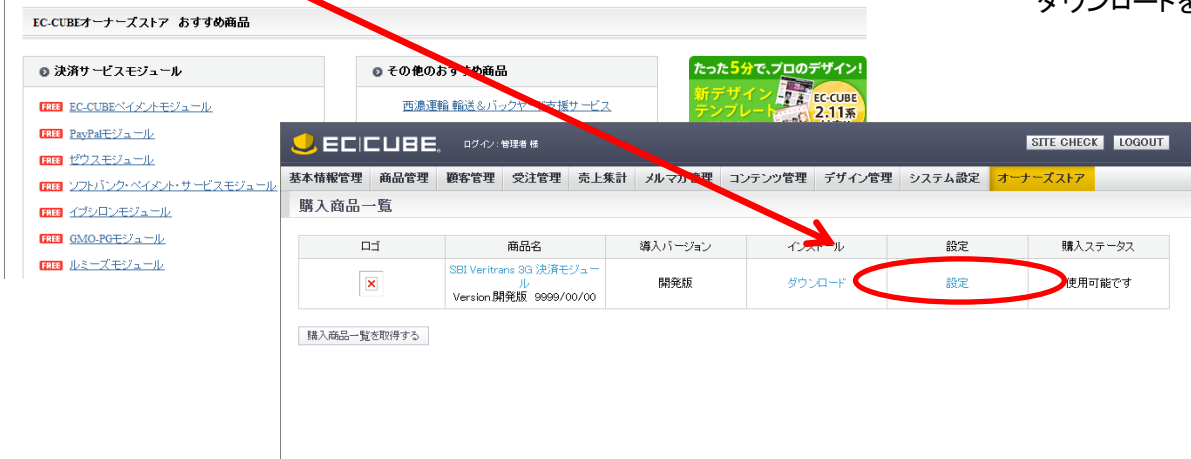 ダウンロードを
EC-CUBEオーナーズストア おすすめ商品
決済サービスモジュール
FREE EC-CUBEペイメントモジュール
FREE PayPalモジュール
FREE ゼウスモジュール
FREE ソフトバンク・ペイメント・サービスモジュール
FREE イプシロンモジュール
FREE GMO-PGモジュール
FREE ルミーズモジュール
その他のおすすめ商品
西濃運輸 輸送&バックヤード支援サービス
たった5分で、プロのデザイン!
新デザイン
テンプレート
EC-CUBE
2.11系
EC CUBE. ログイン:管理者 様 SITE CHECK LOGOUT
基本情報管理 商品管理 顧客管理 受注管理 売上集計 メルマガ管理 コンテンツ管理 デザイン管理 システム設定 オーナーズストア
購入商品一覧
ロゴ 商品名 導入バージョン インストール 設定 購入ステータス
SBI Veritrans 3G 決済モジュー
ル
Version.開発版 9999/00/00
開発版 ダウンロード 設定 使用可能です
購入商品一覧を取得する